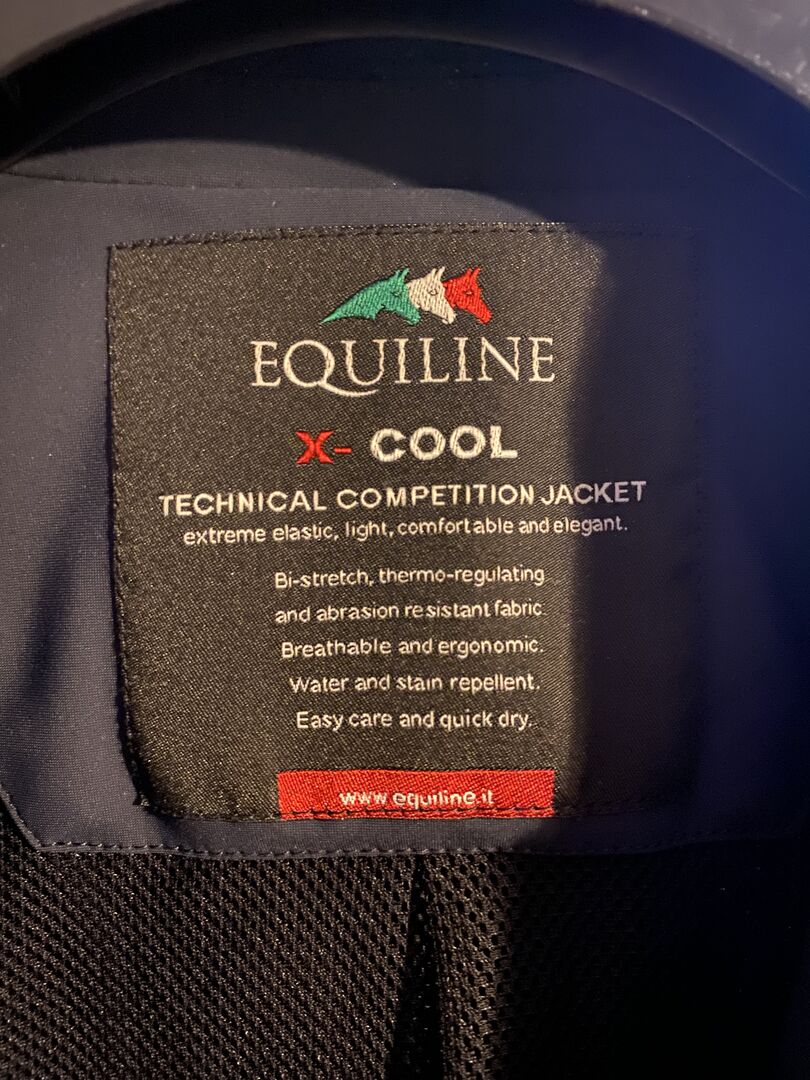 EQUILINE
X- COOL
TECHNICAL COMPETITION JACKET
extreme elastic, light, comfortable and elegant.
Bi-stretch, thermo-regulating
and abrasion resistant fabric
Breathable and ergonomic.
Water and stain repellent.
Easy care and quick dry.
www.equiline.it